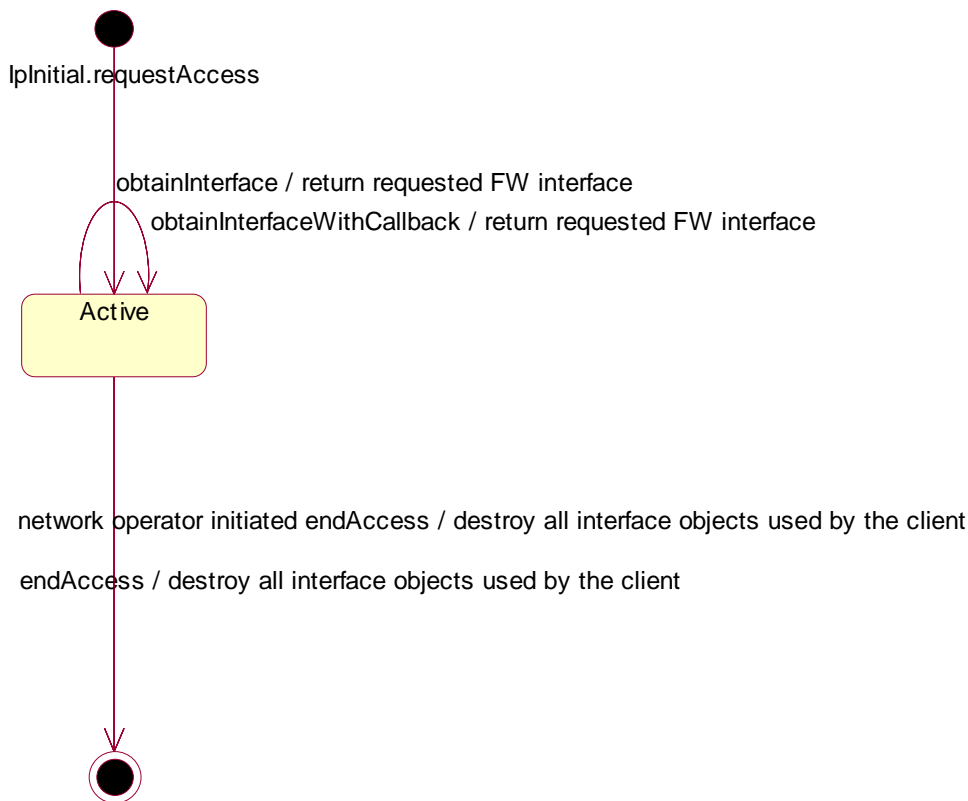 IpInitial.requestAccess
obtainInterface / return requested FW interface
obtainInterfaceWithCallback / return requested FW interface
Active
network operator initiated endAccess / destroy all interface objects used by the client
endAccess / destroy all interface objects used by the client